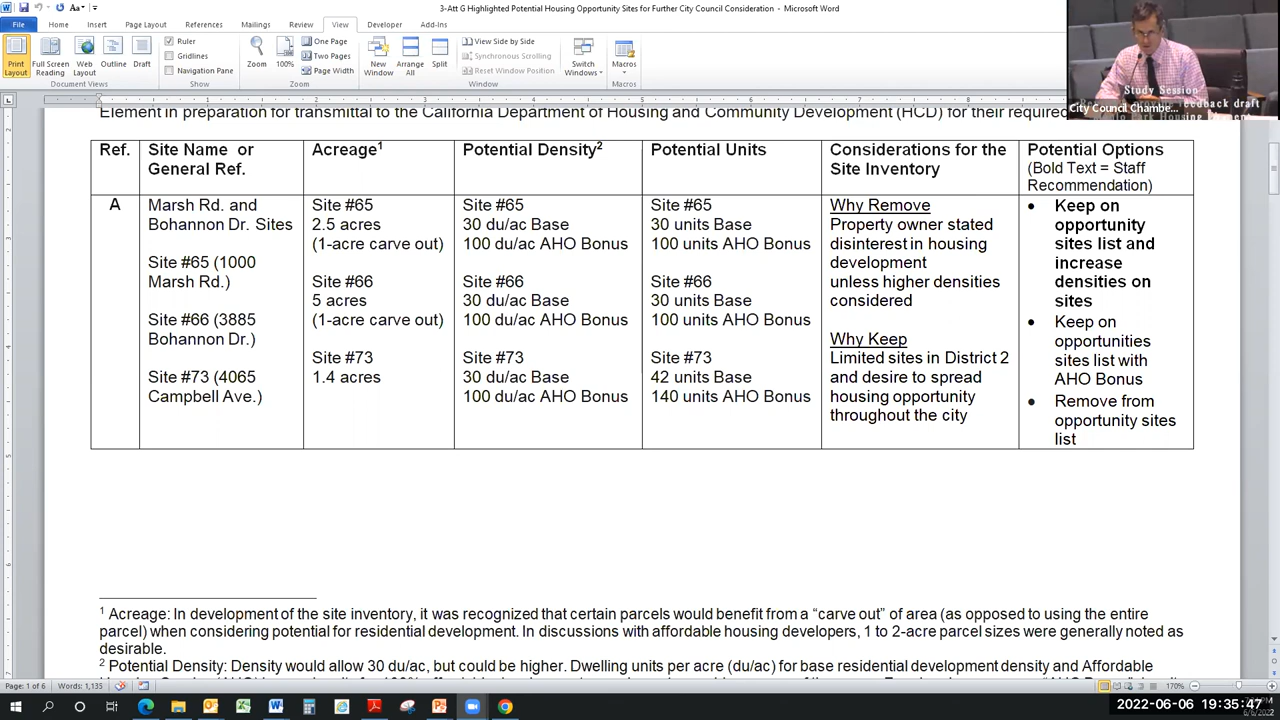 3-Att G Highlighted Potential Housing Opportunity Sites for Further City Council Consideration - Microsoft Word
File Home Insert Page Layout References Mailings Review View Developer Add-Ins
Print Layout
Full Screen Reading
Web Layout
Outline
Draft
Document Views
Ruler
Gridlines
Navigation Pane
Show
Zoom
100%
One Page
Two Pages
Page Width
Zoom
New Window
Arrange All
Split
View Side by Side
Synchronous Scrolling
Reset Window Position
Window
Switch Windows
Macros
Macros
Study Session
City Council Chambe...
feedback draft
Element in preparation for transmittal to the California Department of Housing and Community Development (HCD) for their required
Ref.
Site Name or
General Ref.
Acreage1
Potential Density2
Potential Units
Considerations for the
Site Inventory
Potential Options
(Bold Text = Staff
Recommendation)
A
Marsh Rd. and
Bohannon Dr. Sites
Site #65 (1000
Marsh Rd.)
Site #66 (3885
Bohannon Dr.)
Site #73 (4065
Campbell Ave.)
Site #65
2.5 acres
(1-acre carve out)
Site #66
5 acres
(1-acre carve out)
Site #73
1.4 acres
Site #65
30 du/ac Base
100 du/ac AHO Bonus
Site #66
30 du/ac Base
100 du/ac AHO Bonus
Site #73
30 du/ac Base
100 du/ac AHO Bonus
Site #65
30 units Base
100 units AHO Bonus
Site #66
30 units Base
100 units AHO Bonus
Site #73
42 units Base
140 units AHO Bonus
Why Remove
Property owner stated
disinterest in housing
development
unless higher densities
considered
Why Keep
Limited sites in District 2
and desire to spread
housing opportunity
throughout the city
• Keep on
opportunity
sites list and
increase
densities on
sites
• Keep on
opportunities
sites list with
AHO Bonus
• Remove from
opportunity sites
list
1 Acreage: In development of the site inventory, it was recognized that certain parcels would benefit from a “carve out” of area (as opposed to using the entire
parcel) when considering potential for residential development. In discussions with affordable housing developers, 1 to 2-acre parcel sizes were generally noted as
desirable.
2 Potential Density: Density would allow 30 du/ac, but could be higher. Dwelling units per acre (du/ac) for base residential development density and Affordable
Page: 1 of 6 Words: 1,135
170%
2022-06-06 19:35:47